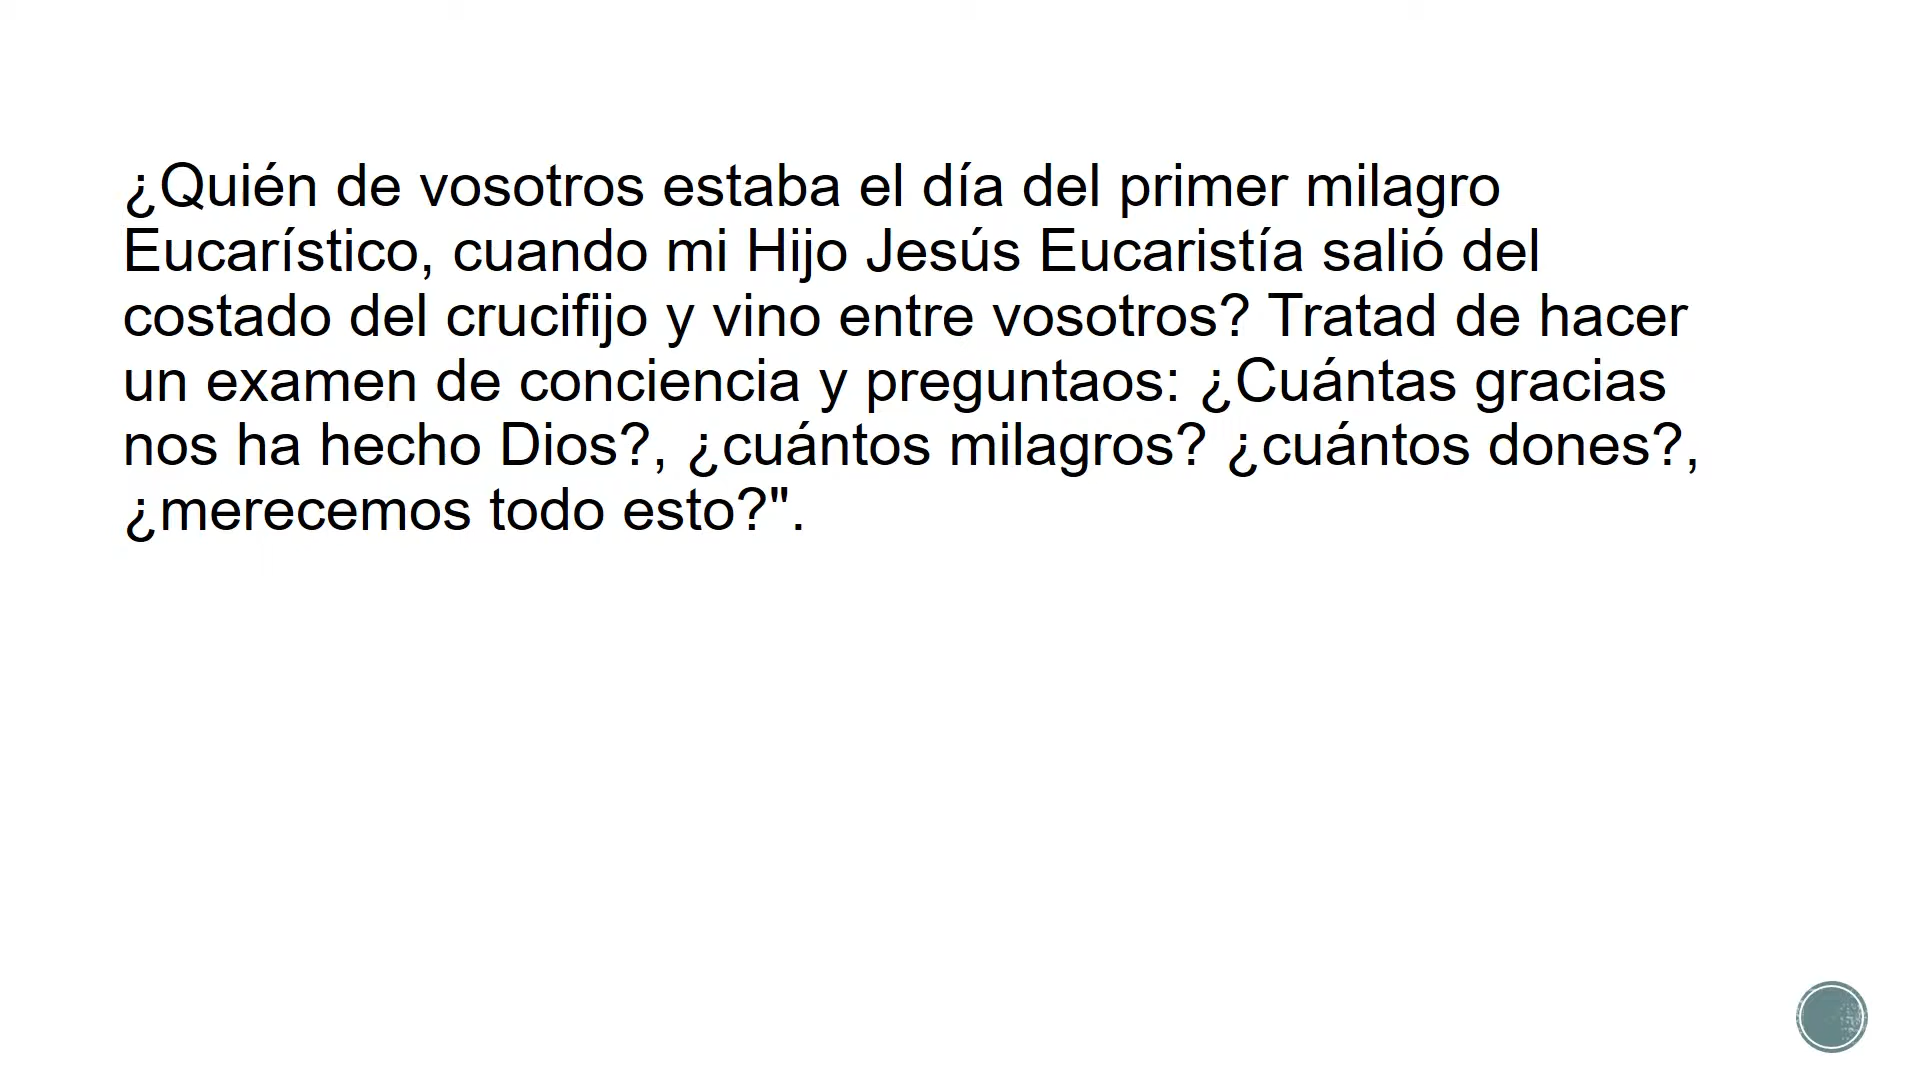 ¿Quién de vosotros estaba el día del primer milagro
Eucarístico, cuando mi Hijo Jesús Eucaristía salió del
costado del crucifijo y vino entre vosotros? Tratad de hacer
un examen de conciencia y preguntaos: ¿Cuántas gracias
nos ha hecho Dios?, ¿cuántos milagros? ¿cuántos dones?,
¿merecemos todo esto?".